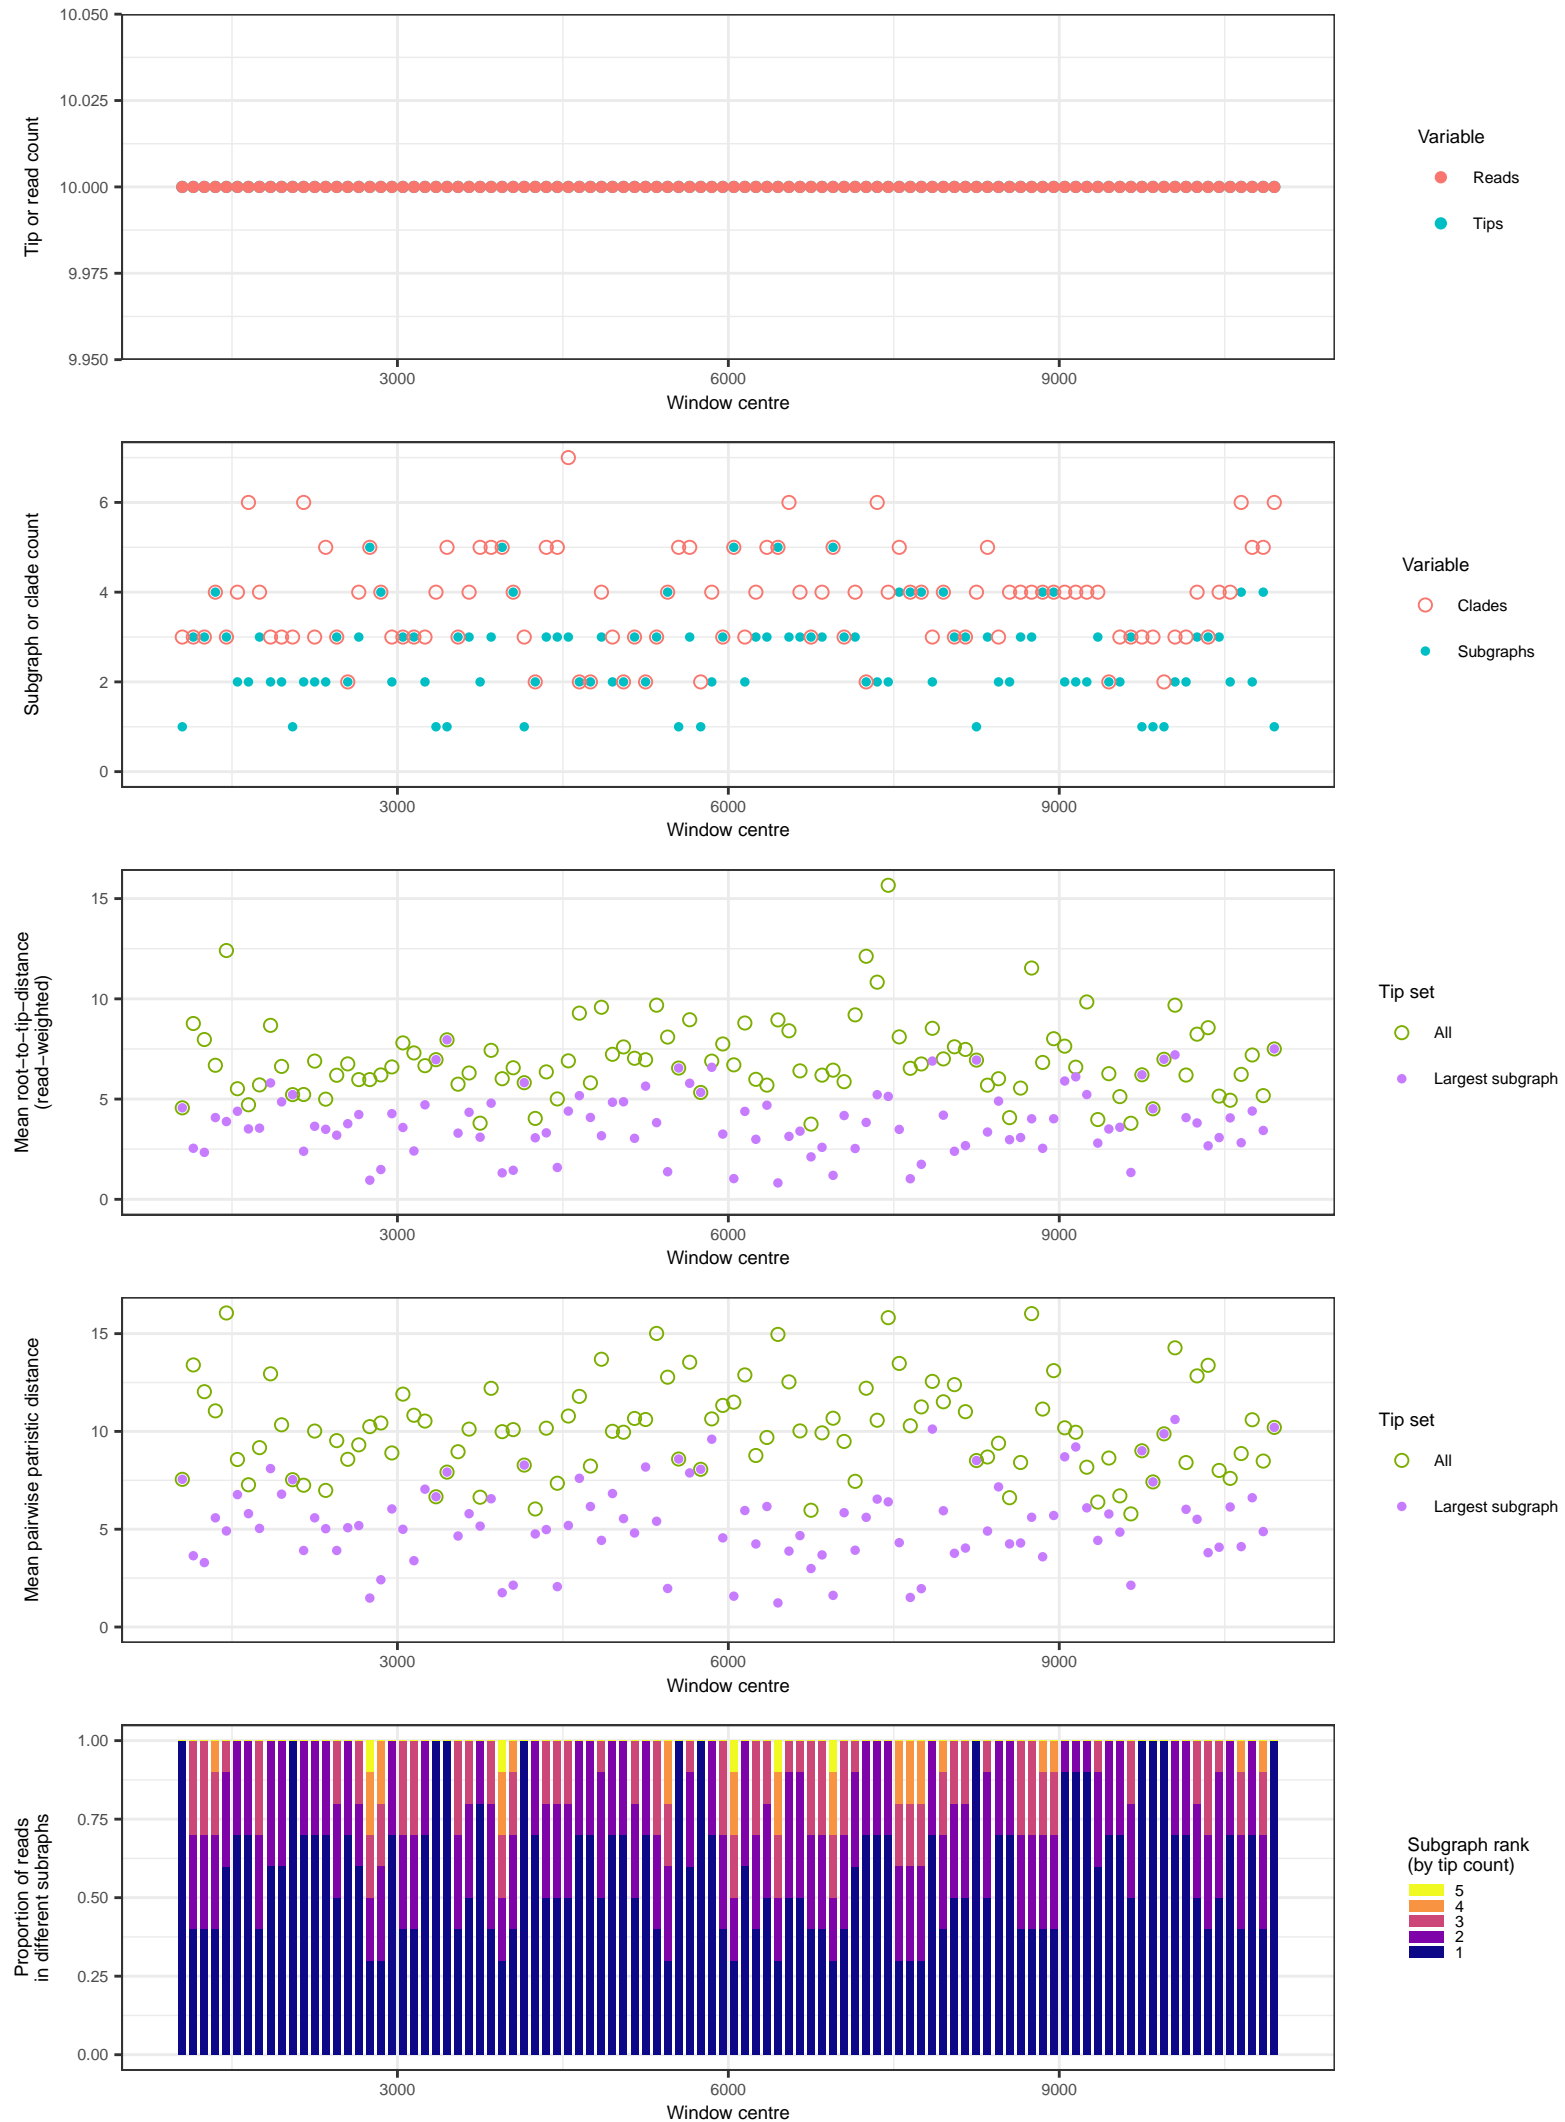 10.050
10.025
10.000
9.975
9.950
Tip or read count
3000 6000 9000
Window centre
Variable
Reads
Tips
6
4
2
0
Subgraph or clade count
3000 6000 9000
Window centre
Variable
Clades
Subgraphs
15
10
5
0
Mean root−to−tip−distance
(read−weighted)
3000 6000 9000
Window centre
Tip set
All
Largest subgraph
15
10
5
0
Mean pairwise patristic distance
3000 6000 9000
Window centre
Tip set
All
Largest subgraph
1.00
0.75
0.50
0.25
0.00
Proportion of reads
in different subraphs
3000 6000 9000
Window centre
Subgraph rank
(by tip count)
5
4
3
2
1